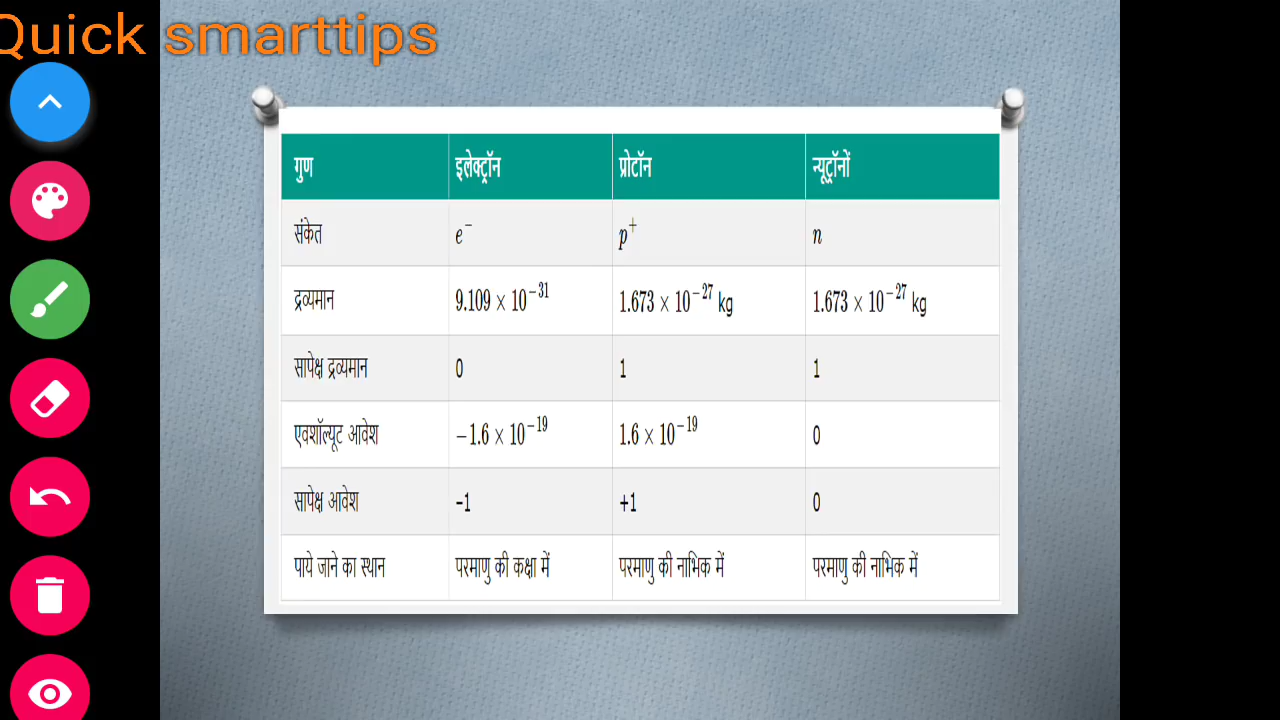 Quick smarttips
गुण इलेक्ट्रॉन प्रोटॉन न्यूट्रॉनों
संकेत e⁻ p⁺ n
द्रव्यमान 9.109 × 10⁻³¹ 1.673 × 10⁻²⁷ kg 1.673 × 10⁻²⁷ kg
सापेक्ष द्रव्यमान 0 1 1
एवशॉल्यूट आवेश −1.6 × 10⁻¹⁹ 1.6 × 10⁻¹⁹ 0
सापेक्ष आवेश –1 +1 0
पाये जाने का स्थान परमाणु की कक्षा में परमाणु की नाभिक में परमाणु की नाभिक में